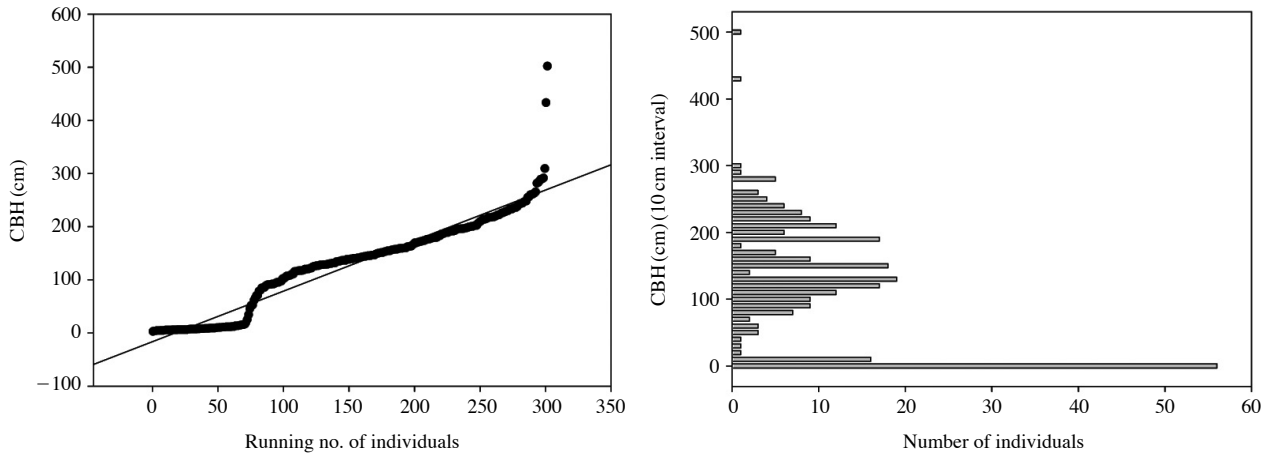 600
500
400
300
200
100
0
−100
CBH (cm)
0 50 100 150 200 250 300 350
Running no. of individuals
500
400
300
200
100
0
CBH (cm) (10 cm interval)
0 10 20 30 40 50 60
Number of individuals